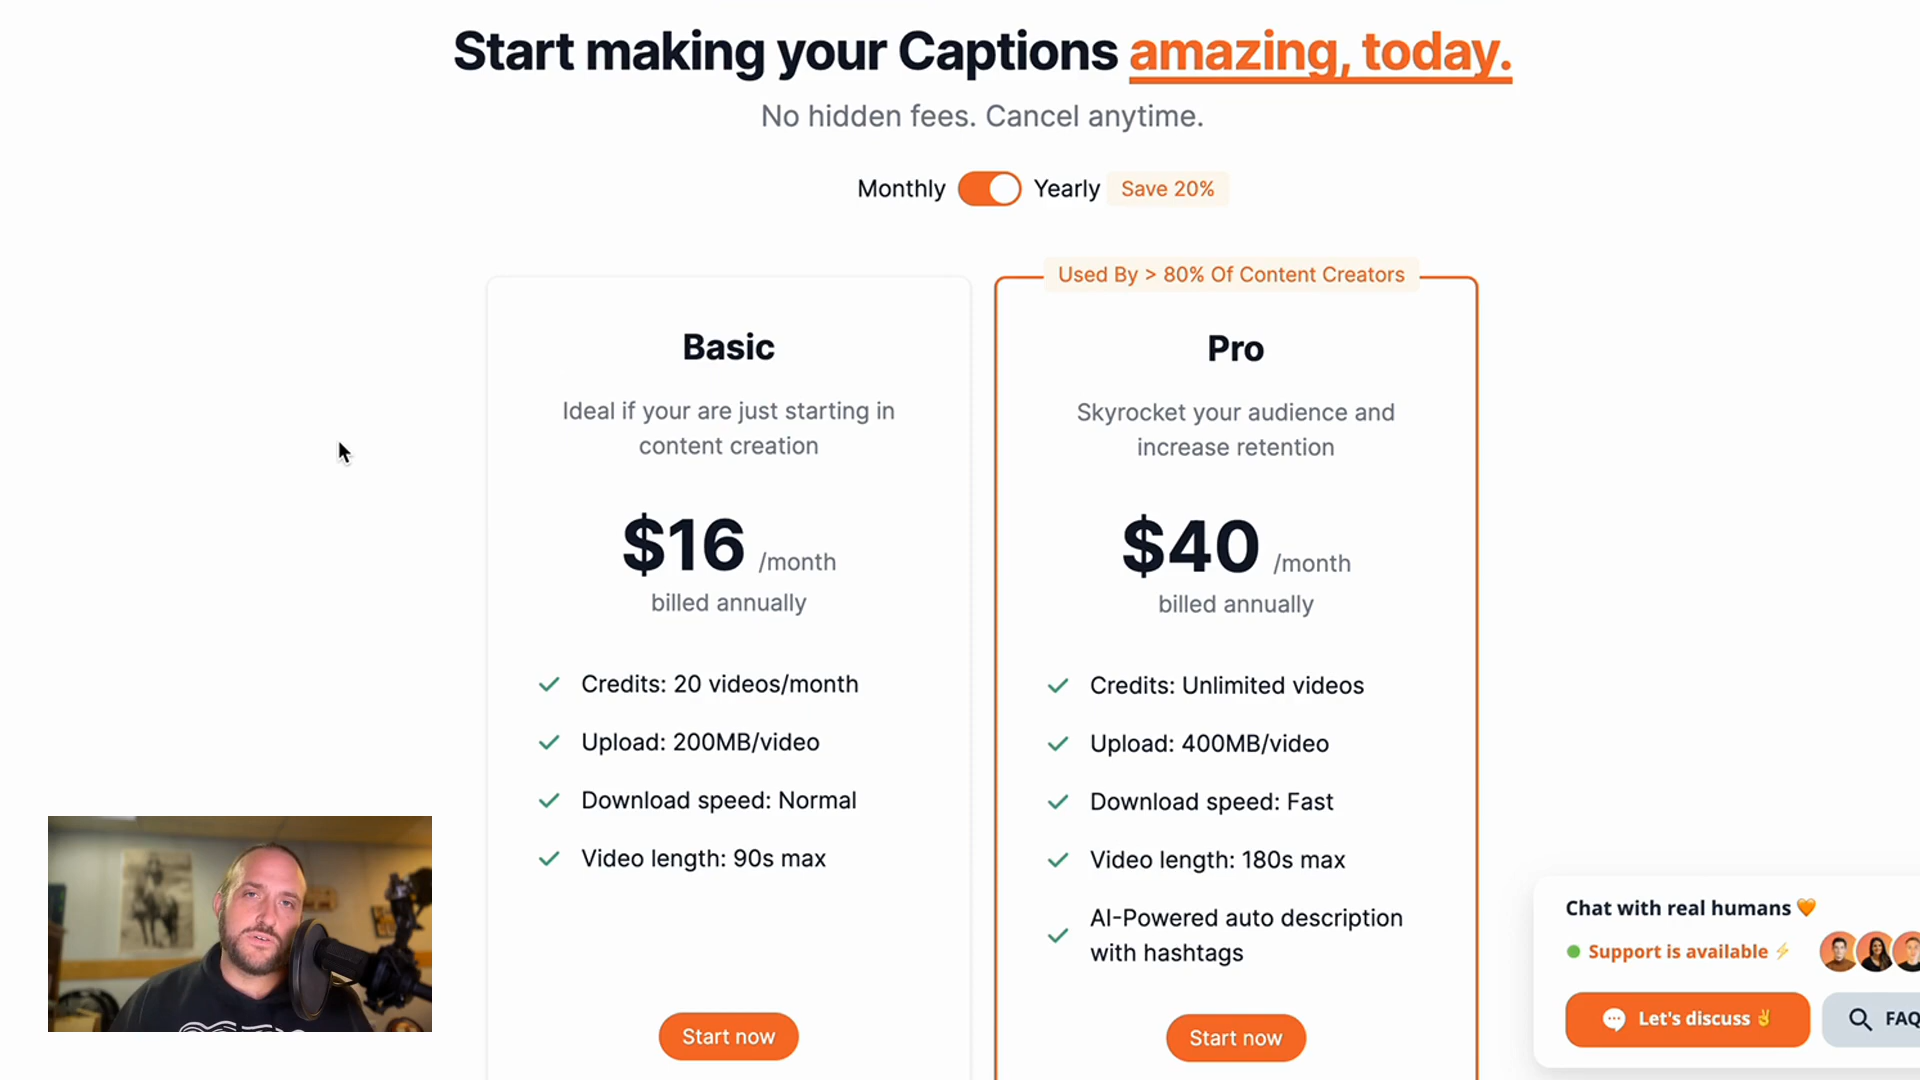 Start making your Captions amazing, today.
No hidden fees. Cancel anytime.
Monthly Yearly Save 20%
Basic
Ideal if your are just starting in
content creation
$16 /month
billed annually
Credits: 20 videos/month
Upload: 200MB/video
Download speed: Normal
Video length: 90s max
Start now
Used By > 80% Of Content Creators
Pro
Skyrocket your audience and
increase retention
$40 /month
billed annually
Credits: Unlimited videos
Upload: 400MB/video
Download speed: Fast
Video length: 180s max
AI-Powered auto description
with hashtags
Start now
Chat with real humans 🧡
Support is available ⚡
Let's discuss ✌
FAQ